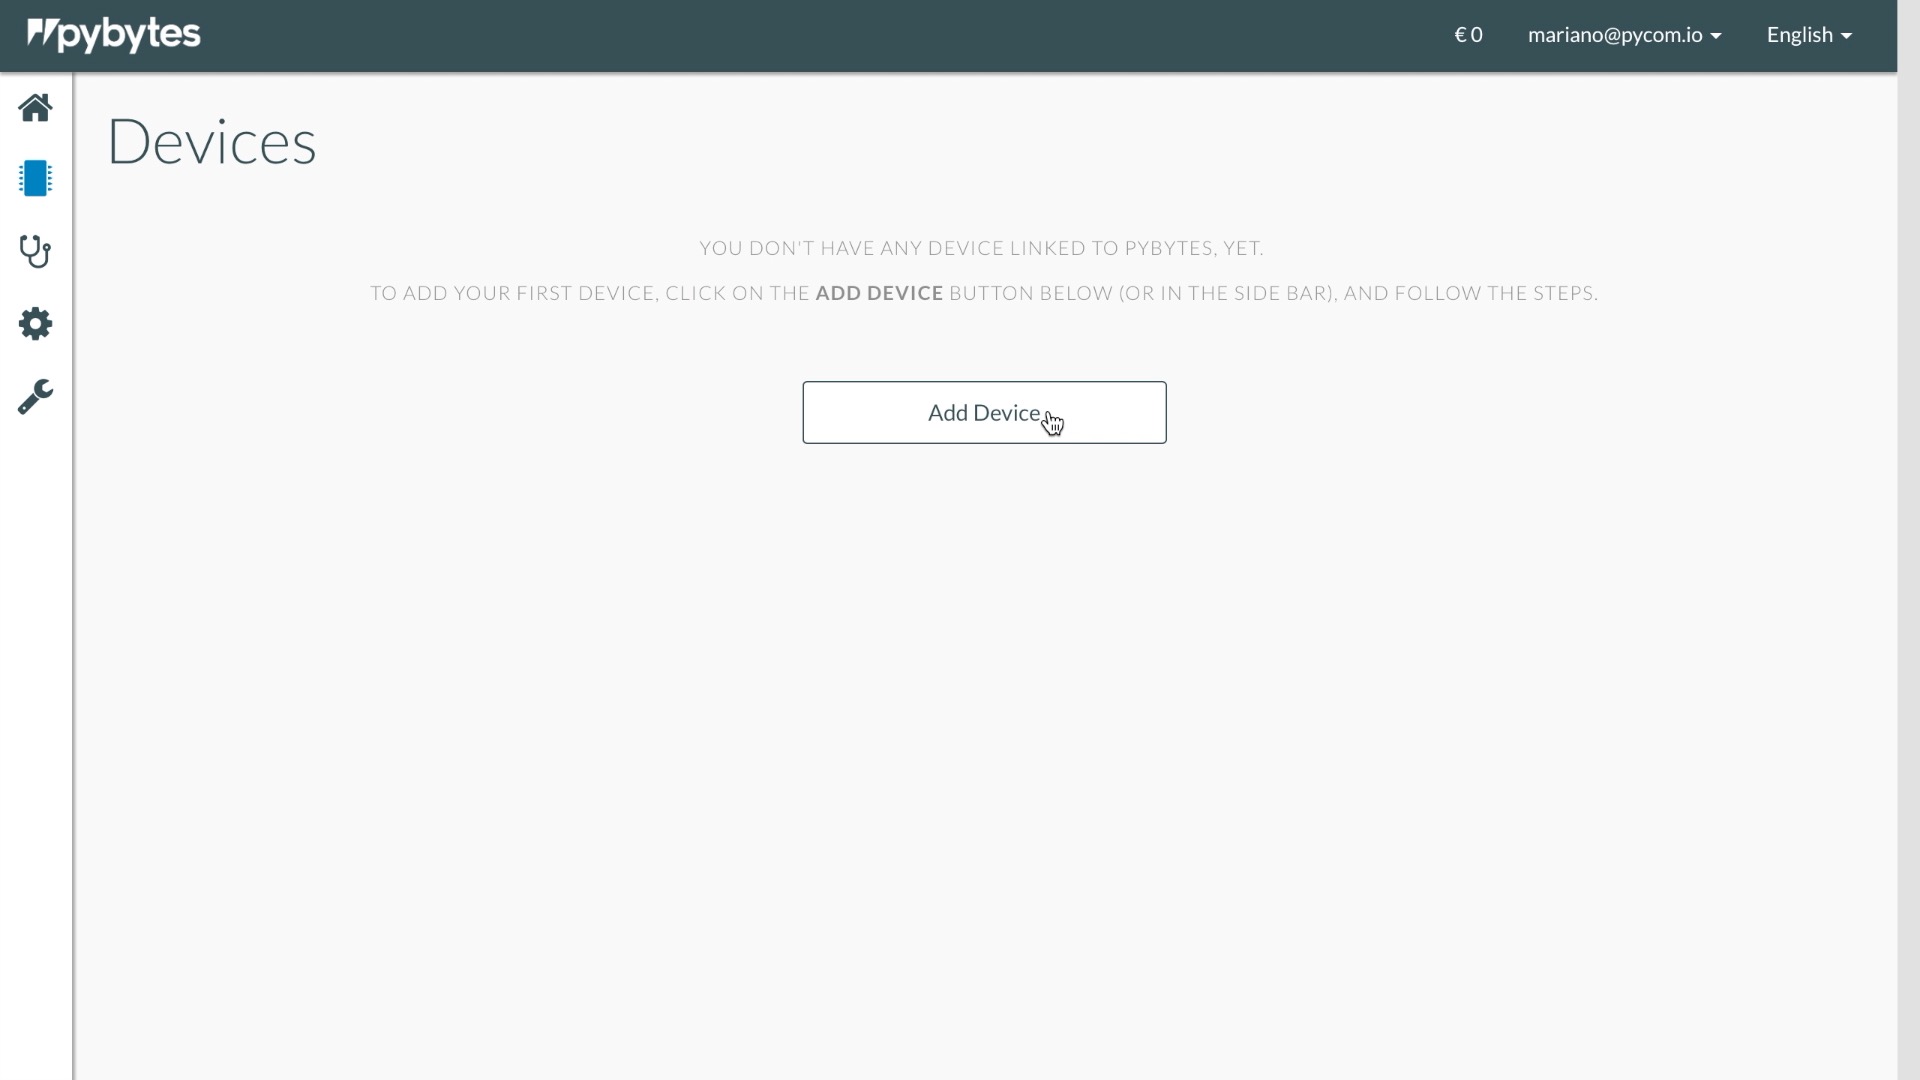 pybytes
€ 0
mariano@pycom.io
English
Devices
YOU DON'T HAVE ANY DEVICE LINKED TO PYBYTES, YET.
TO ADD YOUR FIRST DEVICE, CLICK ON THE ADD DEVICE BUTTON BELOW (OR IN THE SIDE BAR), AND FOLLOW THE STEPS.
Add Device